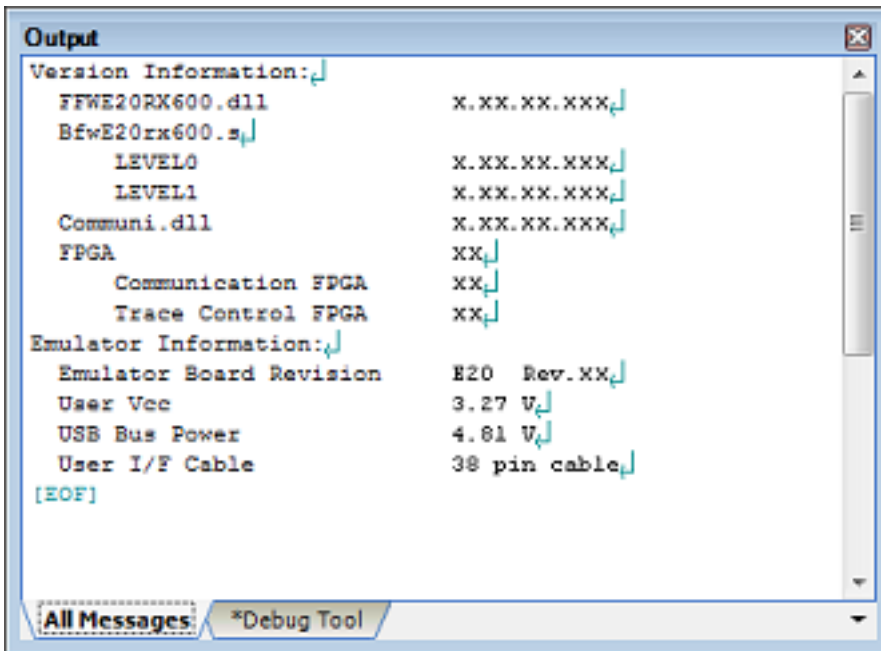 Output
Version Information:
FFWE20RX600.dll x.xx.xx.xxx
BfwE20rx600.s
LEVEL0 x.xx.xx.xxx
LEVEL1 x.xx.xx.xxx
Communi.dll x.xx.xx.xxx
FPGA xx
Communication FPGA xx
Trace Control FPGA xx
Emulator Information:
Emulator Board Revision E20 Rev.xx
User Vcc 3.27 V
USB Bus Power 4.81 V
User I/F Cable 38 pin cable
[EOF]
All Messages *Debug Tool